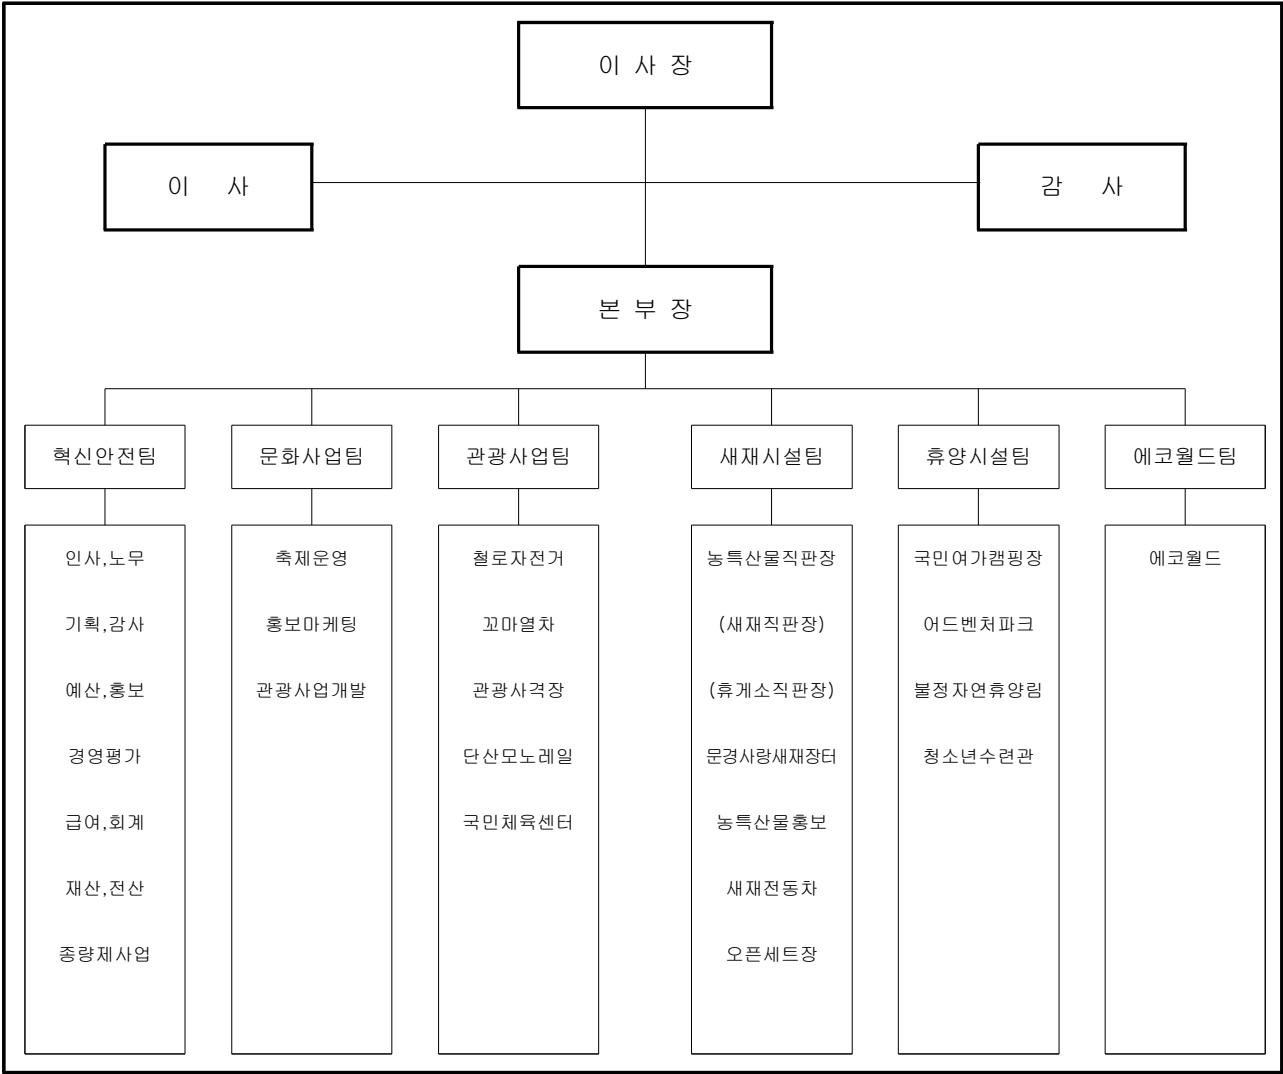 이 사 장
이 사
감 사
본 부 장
혁신안전팀
문화사업팀
관광사업팀
새재시설팀
휴양시설팀
에코월드팀
인사,노무
기획,감사
예산,홍보
경영평가
급여,회계
재산,전산
종량제사업
축제운영
홍보마케팅
관광사업개발
철로자전거
꼬마열차
관광사격장
단산모노레일
국민체육센터
농특산물직판장
(새재직판장)
(휴게소직판장)
문경사랑새재장터
농특산물홍보
새재전동차
오픈세트장
국민여가캠핑장
어드벤처파크
불정자연휴양림
청소년수련관
에코월드